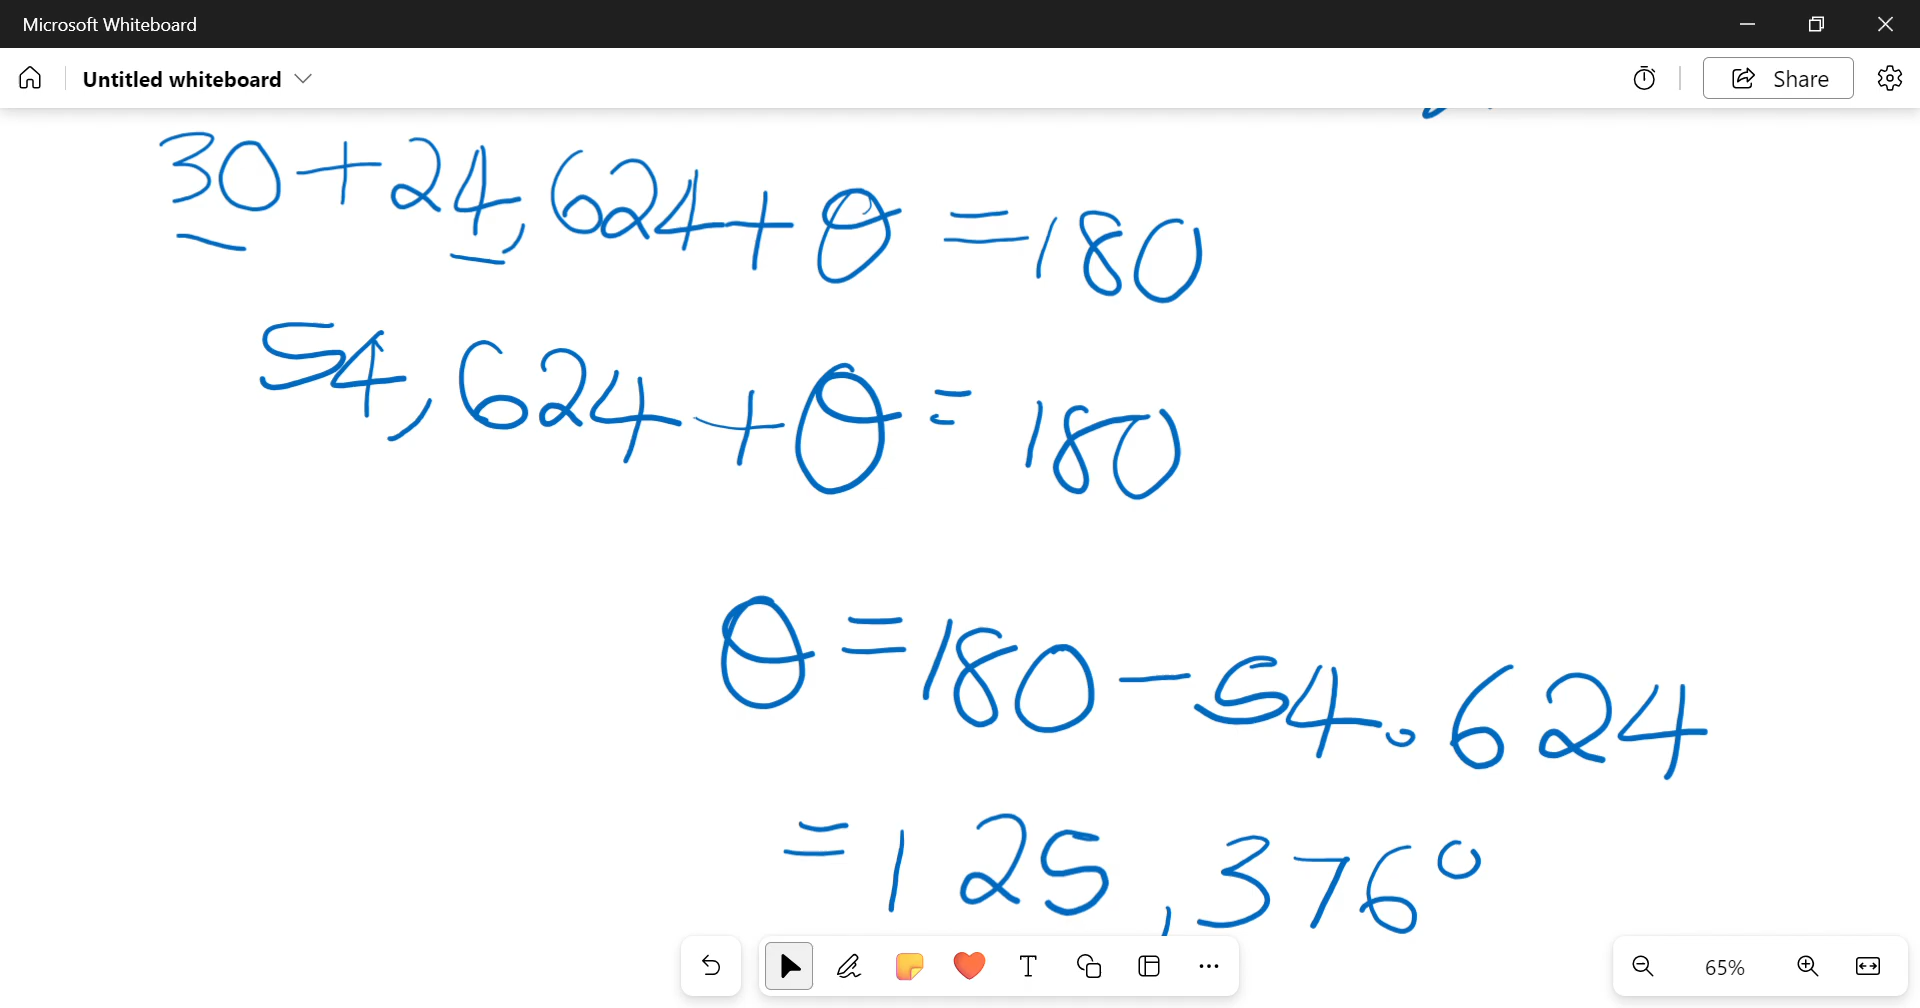 Microsoft Whiteboard
Untitled whiteboard
Share
30+24,624+θ=180
54,624+θ=180
θ=180-54.624
=125,376°
T
65%